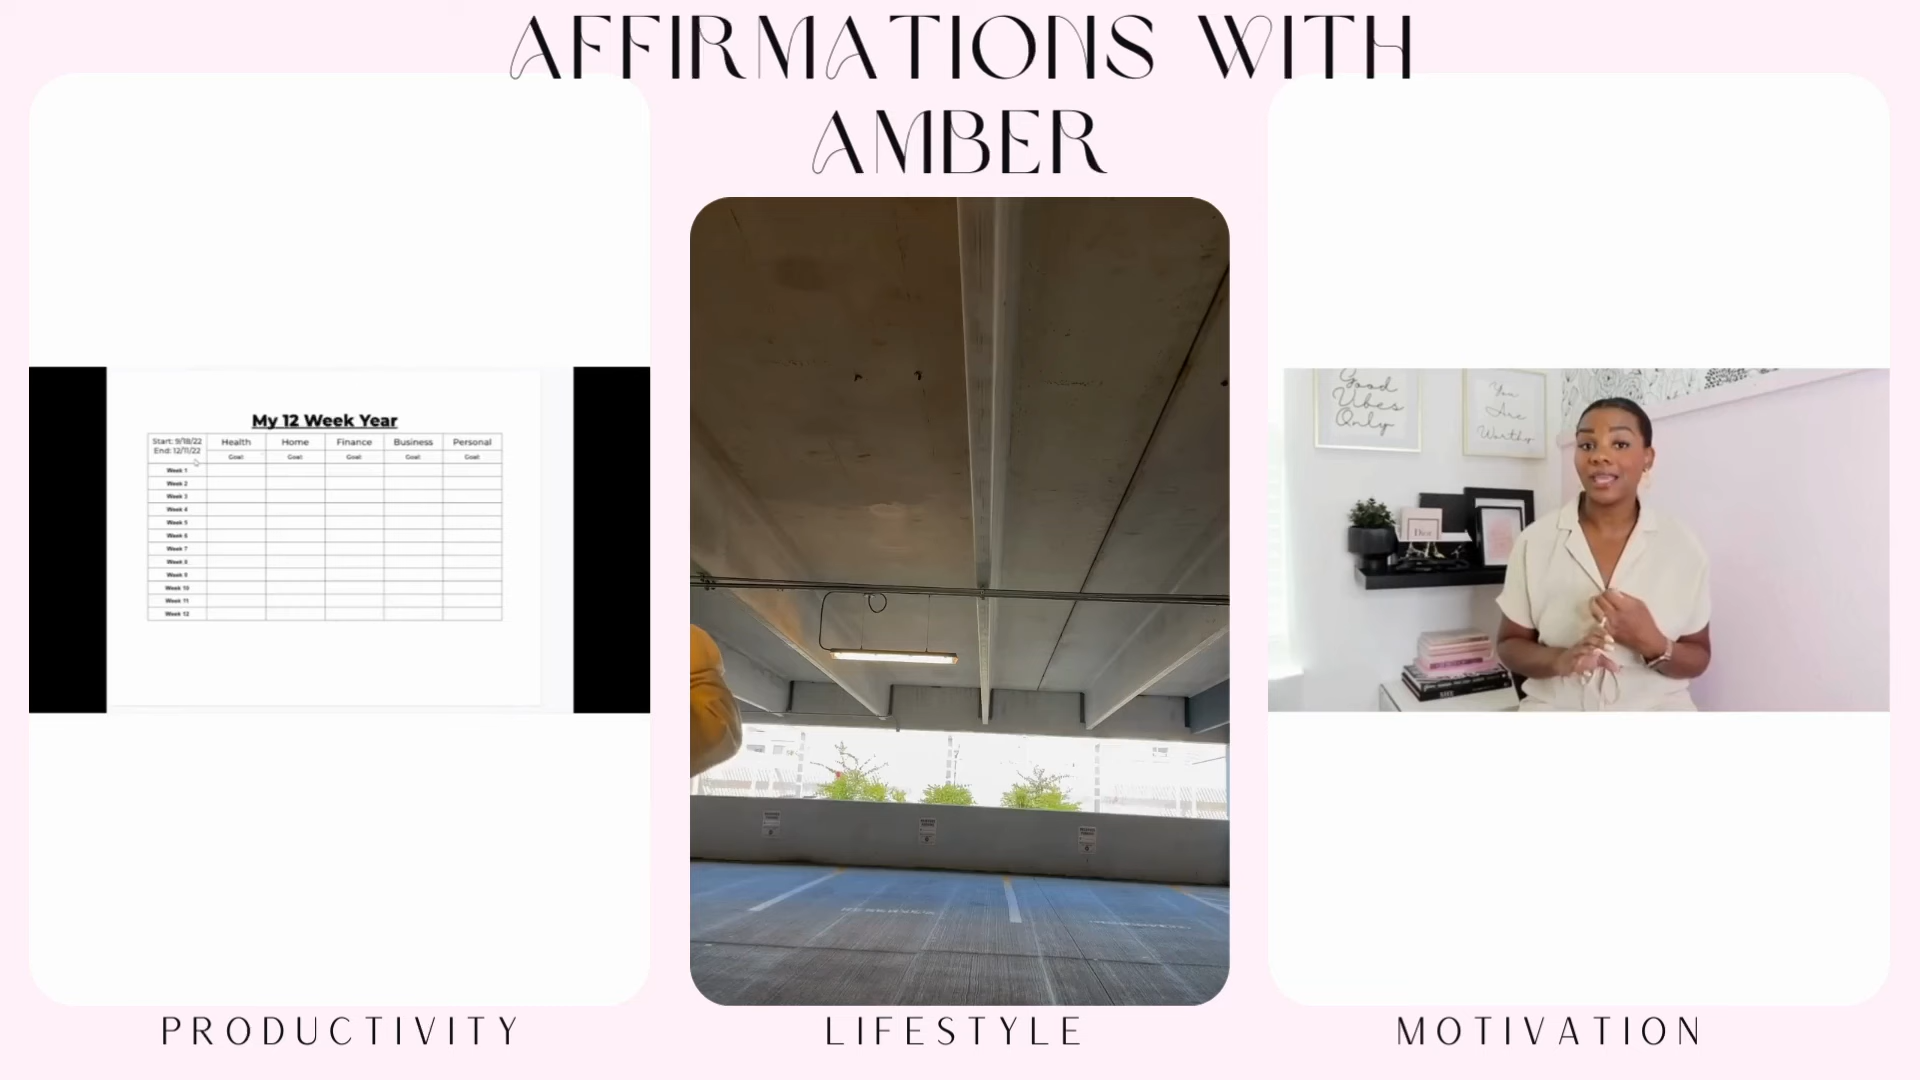 AFFIRMATIONS WITH
AMBER
My 12 Week Year
Start: 9/18/22 Health Home Finance Business Personal
End: 12/11/22 Goal: Goal: Goal: Goal: Goal:
Week 1
Week 2
Week 3
Week 4
Week 5
Week 6
Week 7
Week 8
Week 9
Week 10
Week 11
Week 12
Good
Vibes
Only
You
Are
Worthy
Dior
RESERVED
PRODUCTIVITY LIFESTYLE MOTIVATION